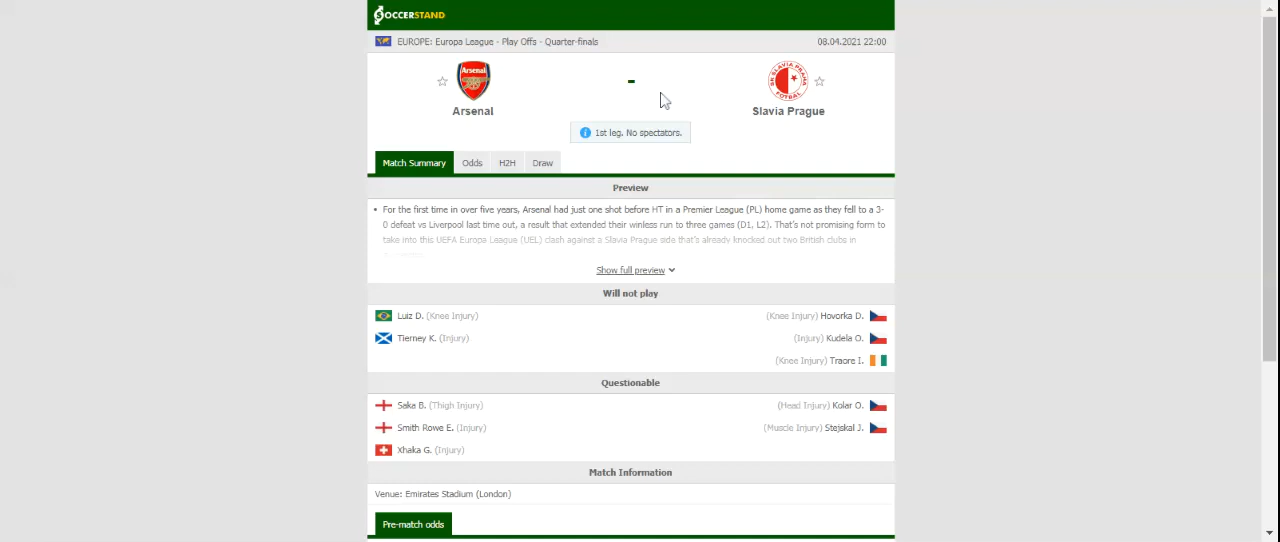 SOCCERSTAND
EUROPE: Europa League - Play Offs - Quarter-finals 08.04.2021 22:00
Arsenal
SK SLAVIA PRAHA
FOTBAL
-
Arsenal Slavia Prague
1st leg. No spectators.
Match Summary Odds H2H Draw
Preview
• For the first time in over five years, Arsenal had just one shot before HT in a Premier League (PL) home game as they fell to a 3-
0 defeat vs Liverpool last time out, a result that extended their winless run to three games (D1, L2). That's not promising form to
take into this UEFA Europa League (UEL) clash against a Slavia Prague side that's already knocked out two British clubs in
Show full preview
Will not play
Luiz D. (Knee Injury) (Knee Injury) Hovorka D.
Tierney K. (Injury) (Injury) Kudela O.
(Knee Injury) Traore I.
Questionable
Saka B. (Thigh Injury) (Head Injury) Kolar O.
Smith Rowe E. (Injury) (Muscle Injury) Stejskal J.
Xhaka G. (Injury)
Match Information
Venue: Emirates Stadium (London)
Pre-match odds